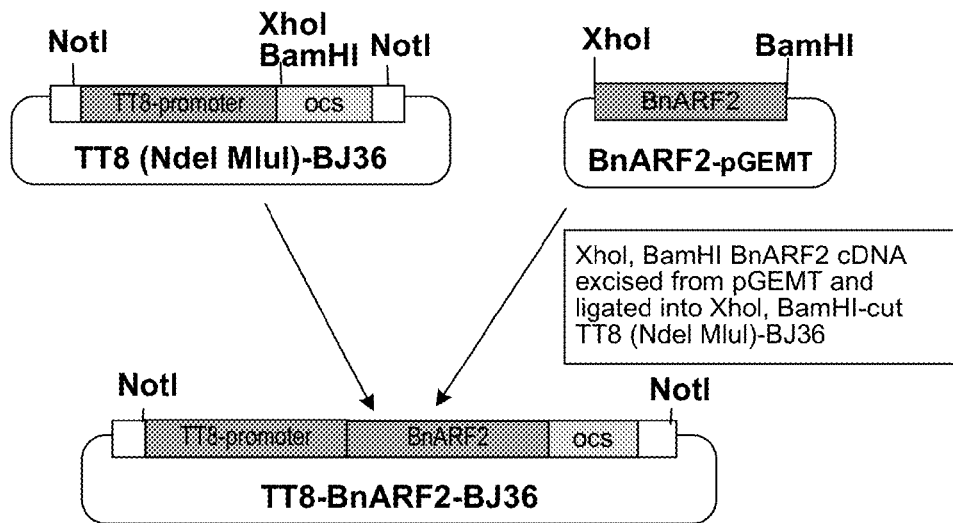 NotI
XhoI
BamHI
NotI
TT8-promoter
ocs
TT8 (NdeI MluI)-BJ36
XhoI
BamHI
BnARF2
BnARF2-pGEMT
XhoI, BamHI BnARF2 cDNA
excised from pGEMT and
ligated into XhoI, BamHI-cut
TT8 (NdeI MluI)-BJ36
NotI
NotI
TT8-promoter
BnARF2
ocs
TT8-BnARF2-BJ36